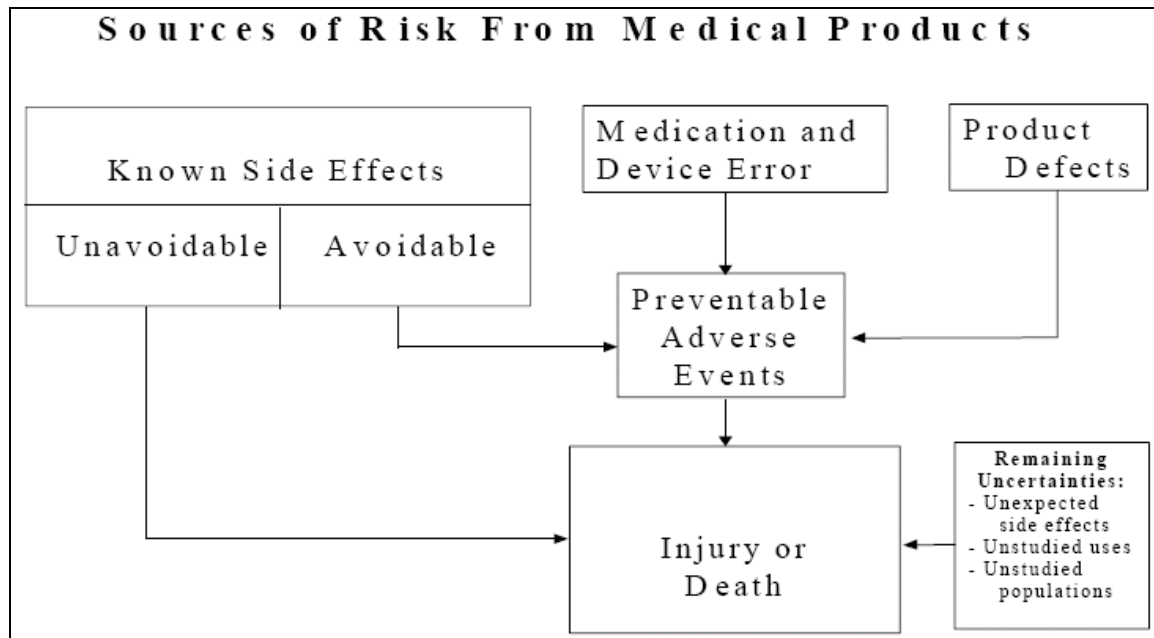 Sources of Risk From Medical Products
Known Side Effects
Unavoidable
Avoidable
Medication and
Device Error
Product
Defects
Preventable
Adverse
Events
Injury or
Death
Remaining
Uncertainties:
- Unexpected
side effects
- Unstudied uses
- Unstudied
populations